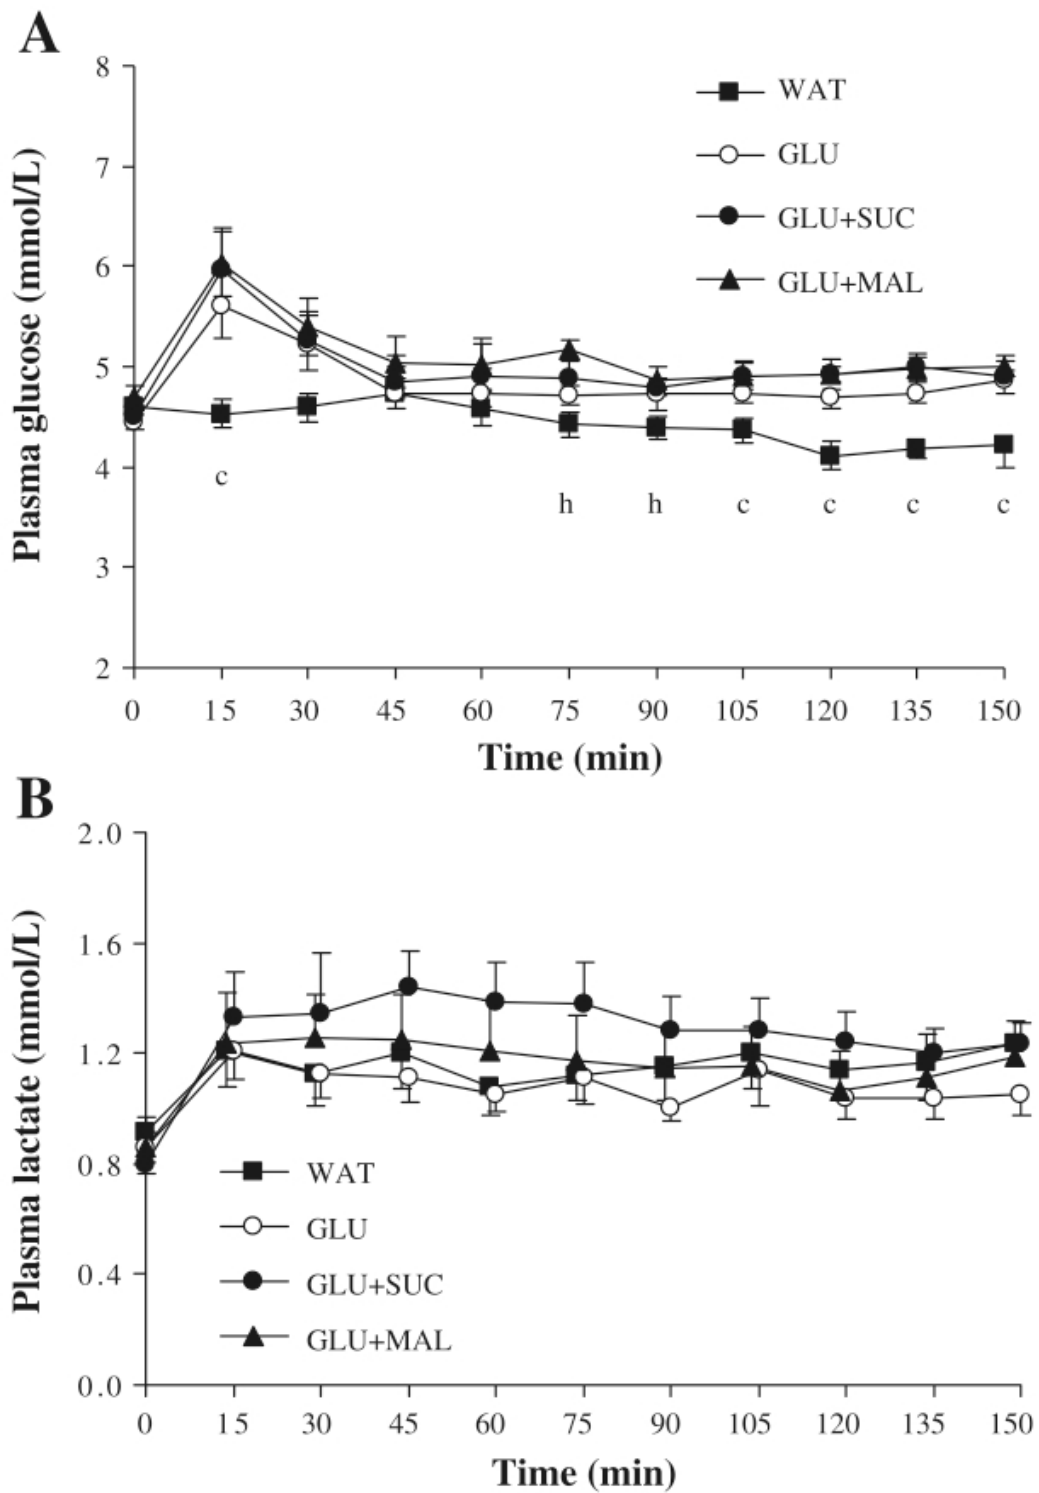 A
8
7
6
5
4
3
2
Plasma glucose (mmol/L)
WAT
GLU
GLU+SUC
GLU+MAL
c
h h c c c c
0 15 30 45 60 75 90 105 120 135 150
Time (min)
B
2.0
1.6
1.2
0.8
0.4
0.0
Plasma lactate (mmol/L)
WAT
GLU
GLU+SUC
GLU+MAL
0 15 30 45 60 75 90 105 120 135 150
Time (min)